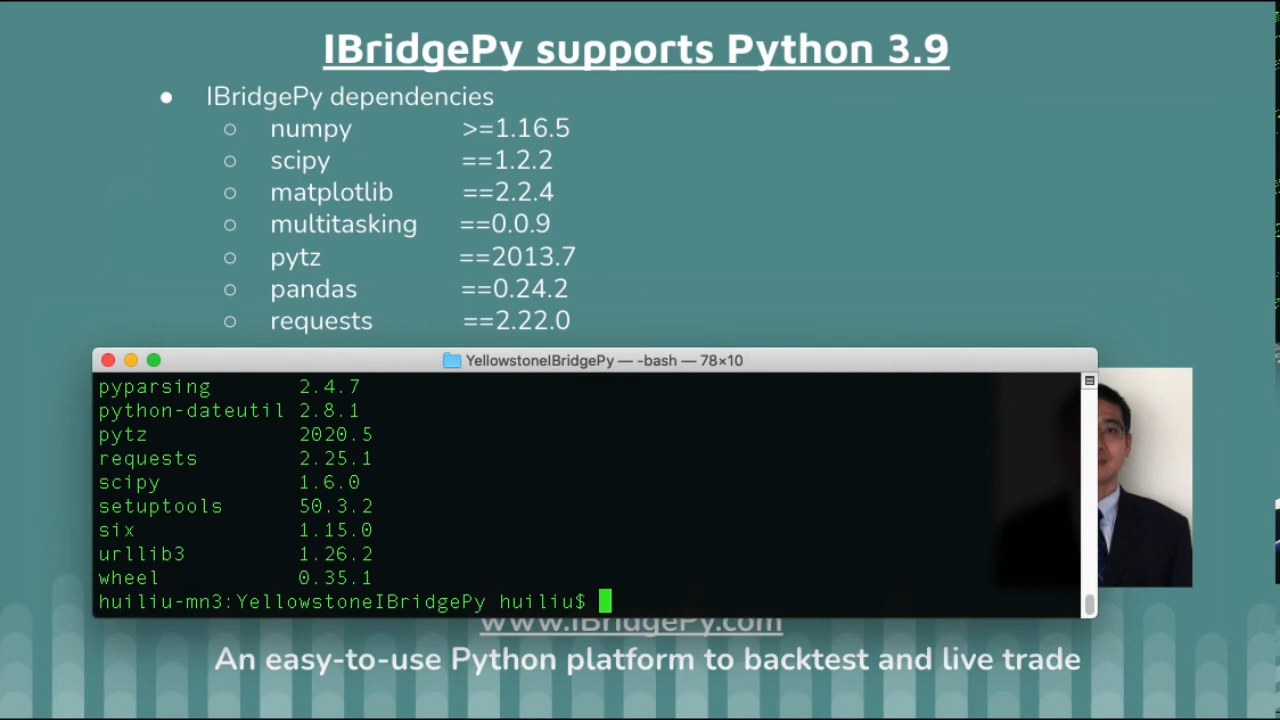 IBridgePy supports Python 3.9
● IBridgePy dependencies
○ numpy >=1.16.5
○ scipy ==1.2.2
○ matplotlib ==2.2.4
○ multitasking ==0.0.9
○ pytz ==2013.7
○ pandas ==0.24.2
○ requests ==2.22.0
YellowstoneIBridgePy — -bash — 78×10
pyparsing 2.4.7
python-dateutil 2.8.1
pytz 2020.5
requests 2.25.1
scipy 1.6.0
setuptools 50.3.2
six 1.15.0
urllib3 1.26.2
wheel 0.35.1
huiliu-mn3:YellowstoneIBridgePy huiliu$
www.IBridgePy.com
An easy-to-use Python platform to backtest and live trade